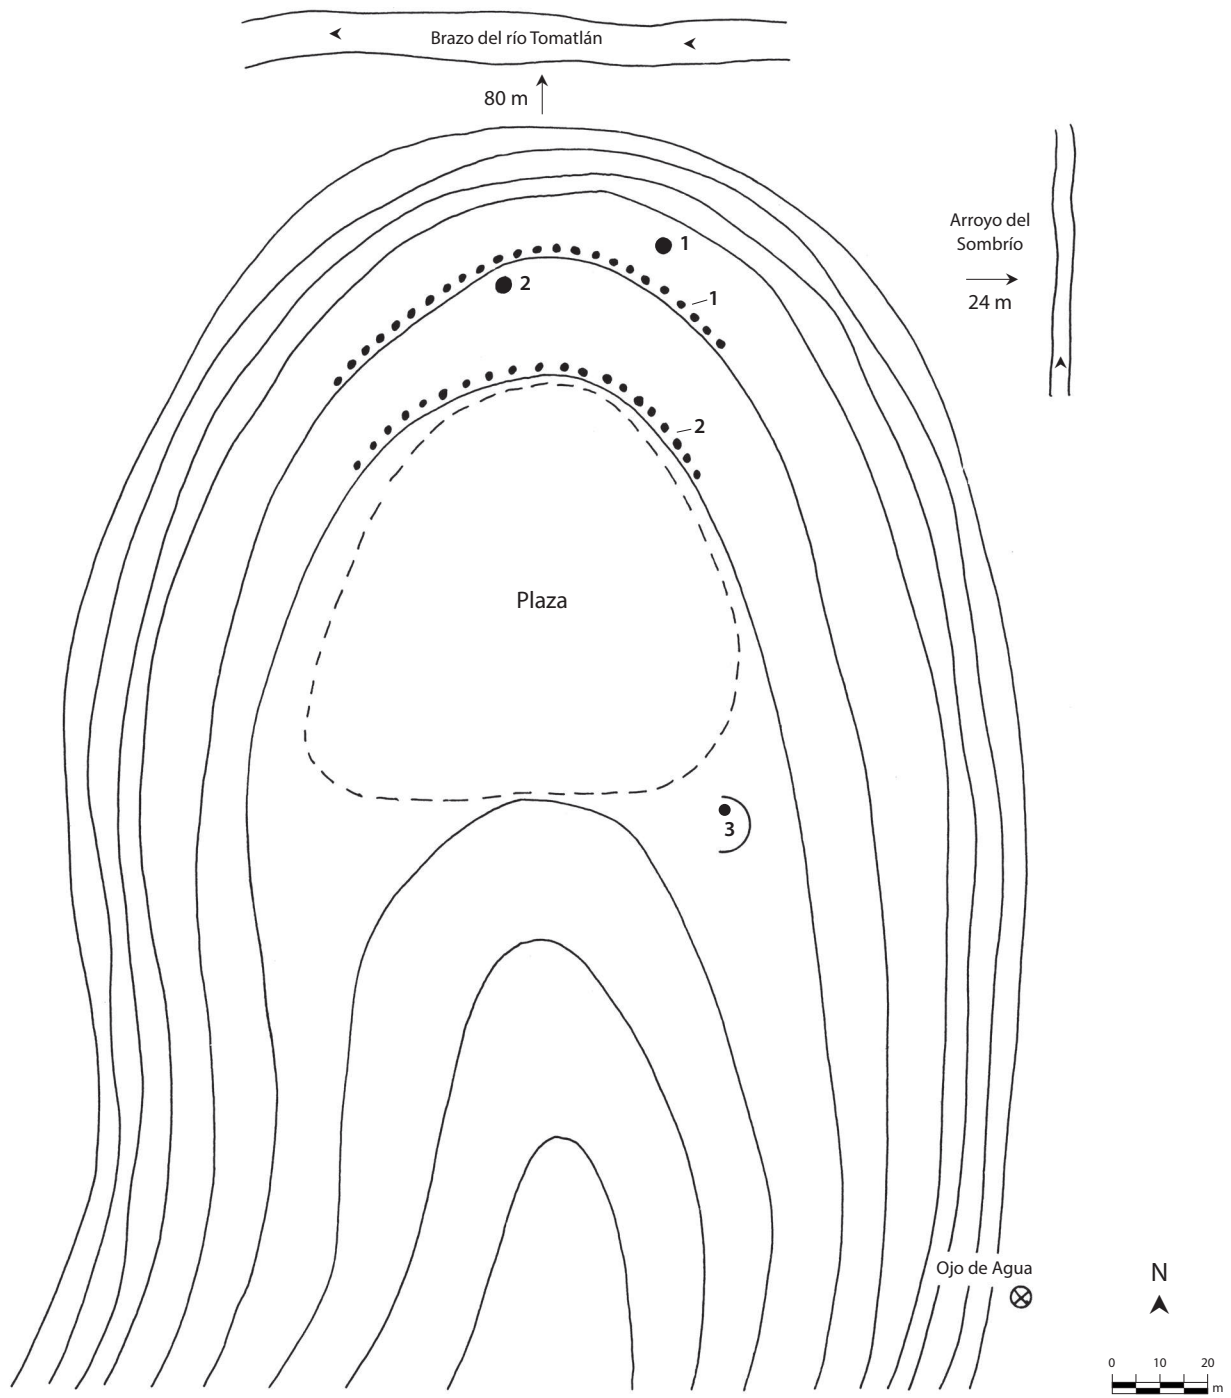 Brazo del río Tomatlán
80 m
Arroyo del
Sombrío
24 m
1
2
1
2
Plaza
3
Ojo de Agua
N
0 10 20
m